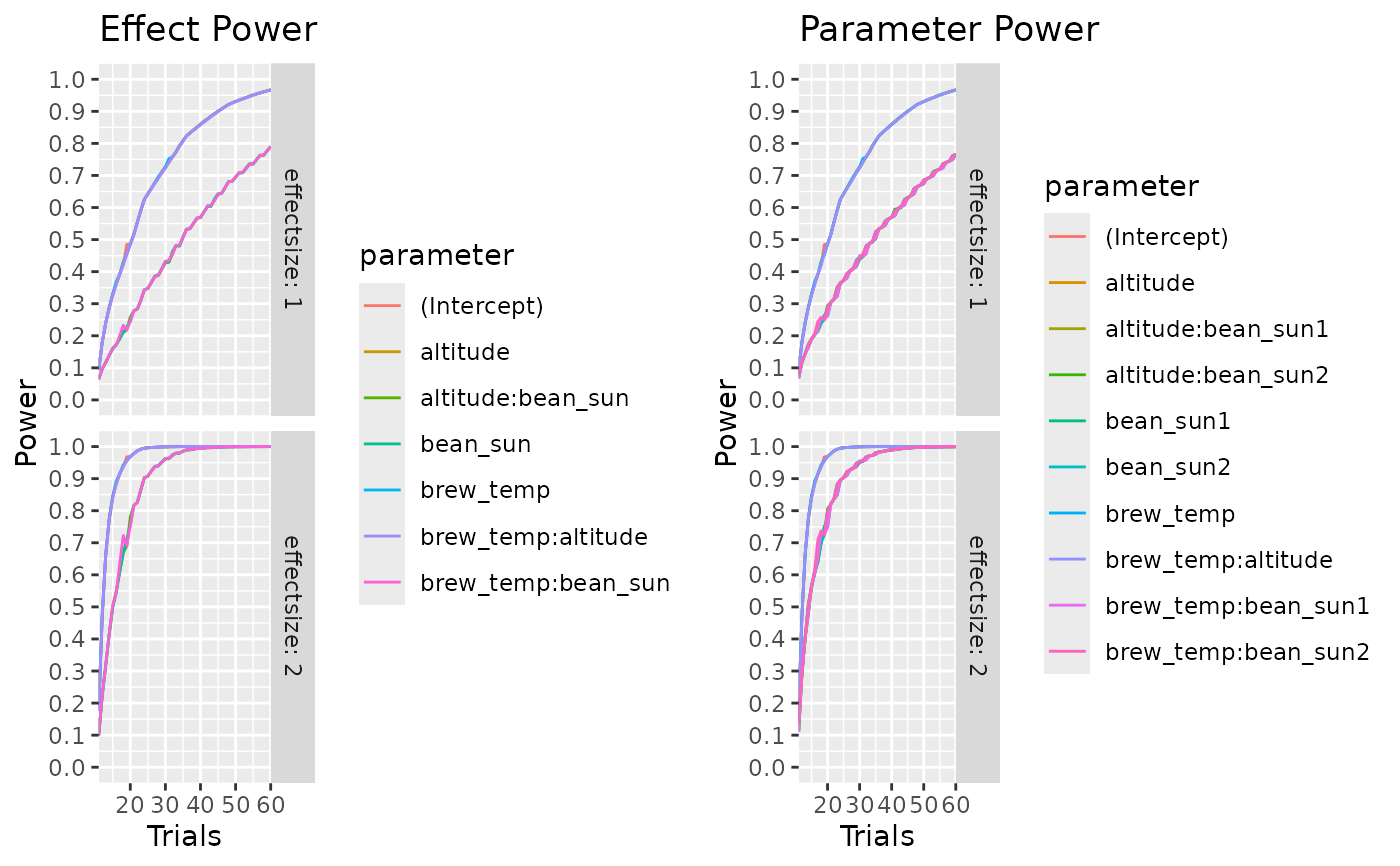 Effect Power
Power
1.0
0.9
0.8
0.7
0.6
0.5
0.4
0.3
0.2
0.1
0.0
effectsize: 1
1.0
0.9
0.8
0.7
0.6
0.5
0.4
0.3
0.2
0.1
0.0
effectsize: 2
20 30 40 50 60
Trials
parameter
(Intercept)
altitude
altitude:bean_sun
bean_sun
brew_temp
brew_temp:altitude
brew_temp:bean_sun
Parameter Power
Power
1.0
0.9
0.8
0.7
0.6
0.5
0.4
0.3
0.2
0.1
0.0
effectsize: 1
1.0
0.9
0.8
0.7
0.6
0.5
0.4
0.3
0.2
0.1
0.0
effectsize: 2
20 30 40 50 60
Trials
parameter
(Intercept)
altitude
altitude:bean_sun1
altitude:bean_sun2
bean_sun1
bean_sun2
brew_temp
brew_temp:altitude
brew_temp:bean_sun1
brew_temp:bean_sun2